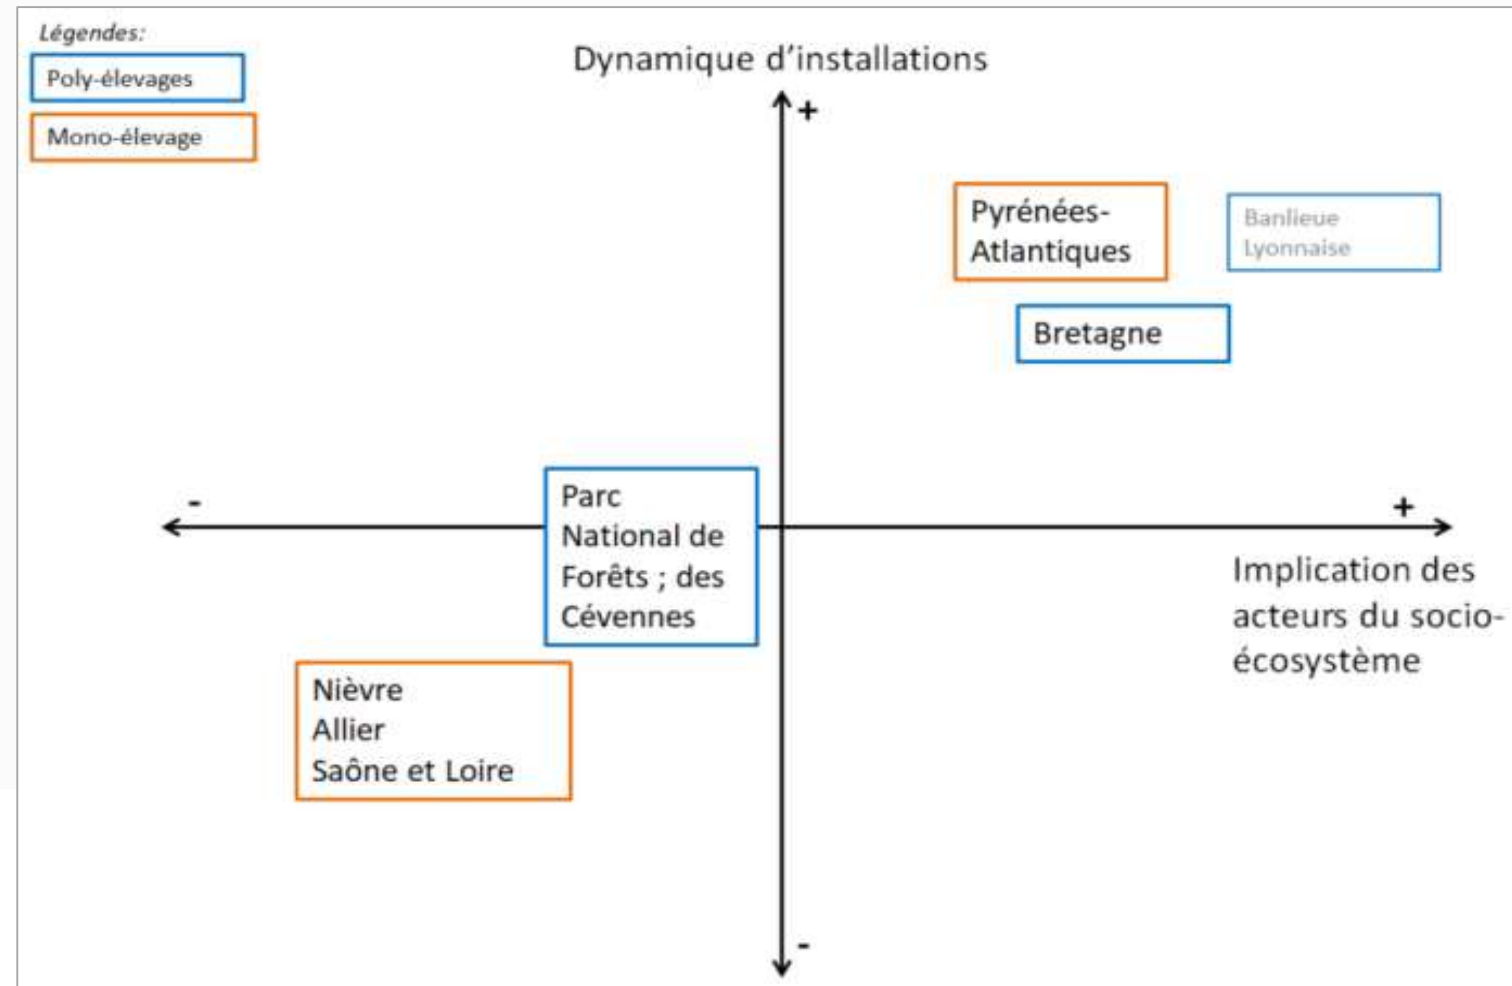 Légendes:
Poly-élevages
Mono-élevage
Dynamique d'installations
+
Pyrénées-
Atlantiques
Banlieue
Lyonnaise
Bretagne
-
Parc
National de
Forêts ; des
Cévennes
+
Implication des
acteurs du socio-
écosystème
Nièvre
Allier
Saône et Loire
-